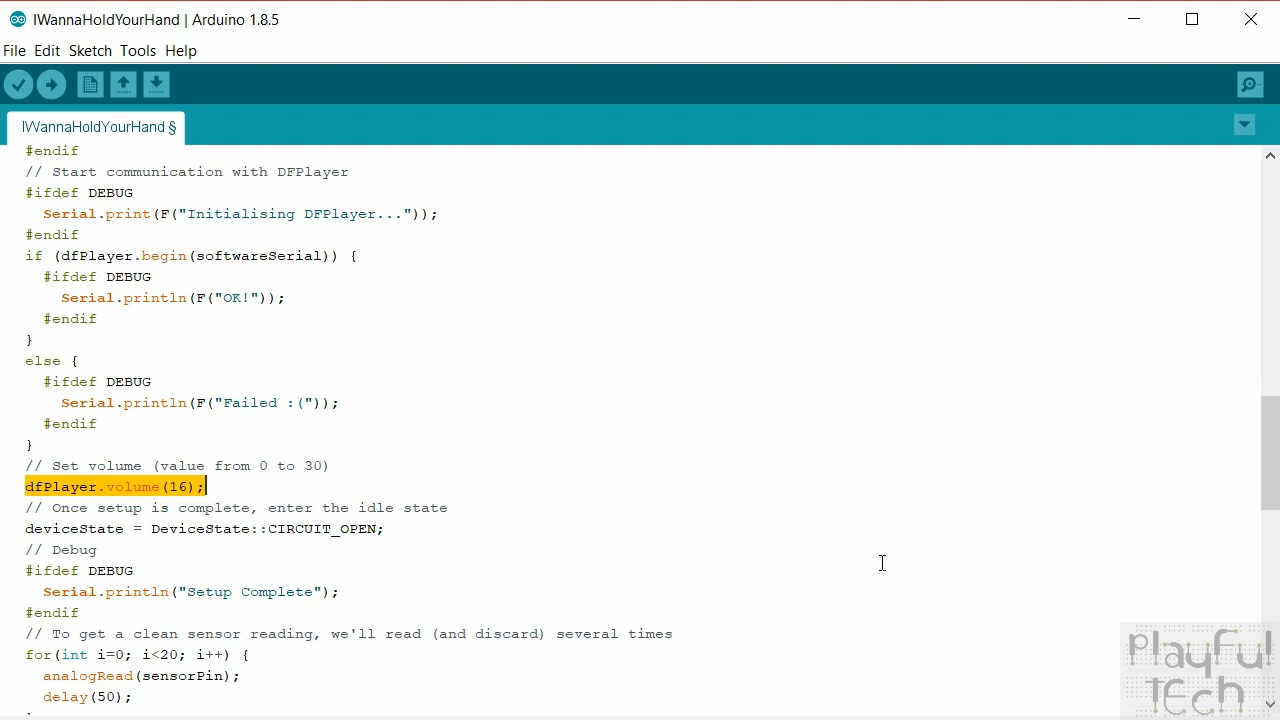 IWannaHoldYourHand | Arduino 1.8.5
File Edit Sketch Tools Help
IWannaHoldYourHand §
#endif
// Start communication with DFPlayer
#ifdef DEBUG
Serial.print(F("Initialising DFPlayer..."));
#endif
if (dfPlayer.begin(softwareSerial)) {
#ifdef DEBUG
Serial.println(F("OK!"));
#endif
}
else {
#ifdef DEBUG
Serial.println(F("Failed :("));
#endif
}
// Set volume (value from 0 to 30)
dfPlayer.volume(16);
// Once setup is complete, enter the idle state
deviceState = DeviceState::CIRCUIT_OPEN;
// Debug
#ifdef DEBUG
Serial.println("Setup Complete");
#endif
// To get a clean sensor reading, we'll read (and discard) several times
for(int i=0; i<20; i++) {
analogRead(sensorPin);
delay(50);
playful
tech